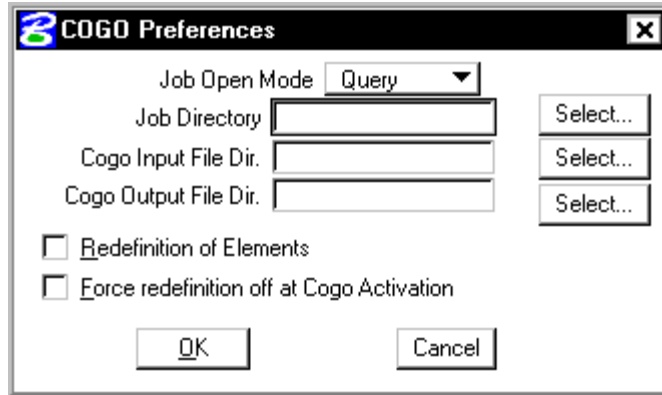 COGO Preferences
Job Open Mode Query
Job Directory Select...
Cogo Input File Dir. Select...
Cogo Output File Dir. Select...
Redefinition of Elements
Force redefinition off at Cogo Activation
OK Cancel